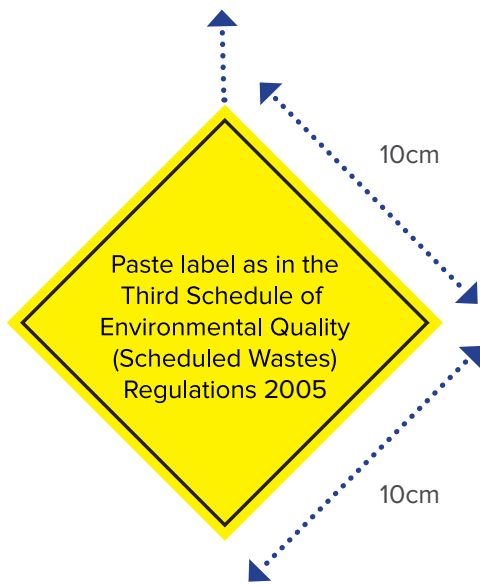 10cm
Paste label as in the
Third Schedule of
Environmental Quality
(Scheduled Wastes)
Regulations 2005
10cm